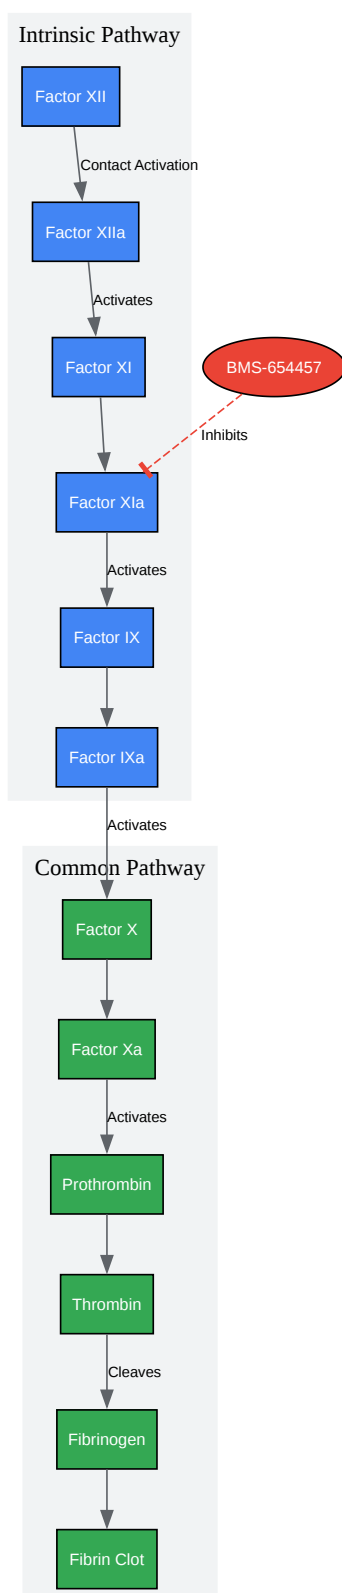 Intrinsic Pathway
Factor XII
Contact Activation
Factor XIIa
Activates
Factor XI
BMS-654457
Inhibits
Factor XIa
Activates
Factor IX
Factor IXa
Activates
Common Pathway
Factor X
Factor Xa
Activates
Prothrombin
Thrombin
Cleaves
Fibrinogen
Fibrin Clot